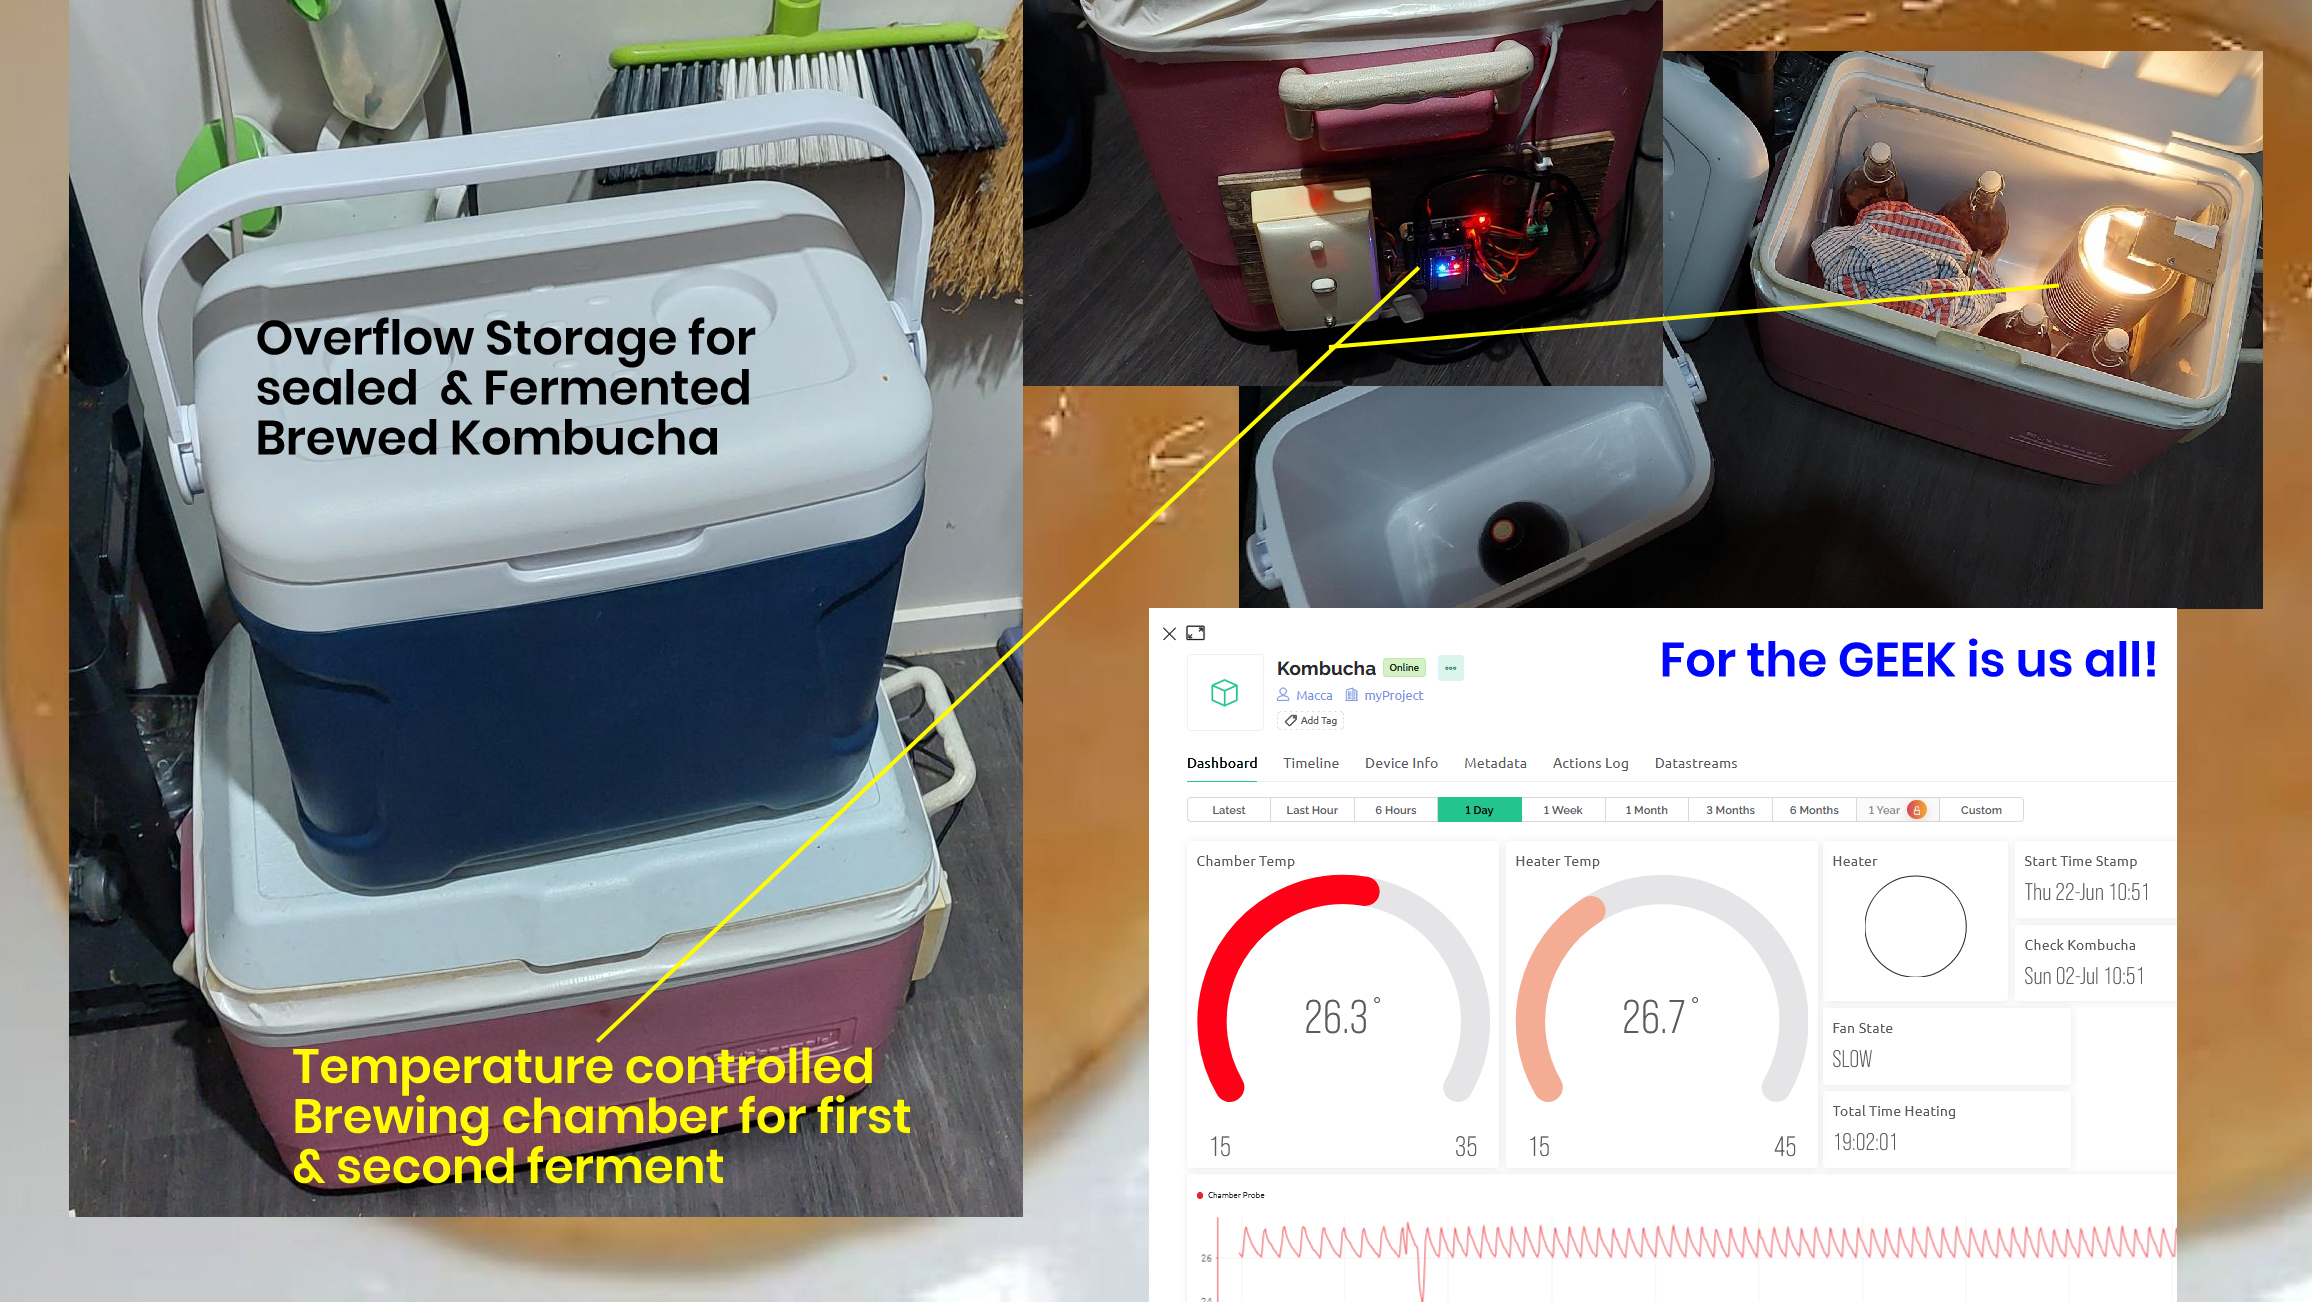 Overflow Storage for
sealed & Fermented
Brewed Kombucha
Temperature controlled
Brewing chamber for first
& second ferment
For the GEEK is us all!
Kombucha Online
Macca myProject
Add Tag
Dashboard Timeline Device Info Metadata Actions Log Datastreams
Latest Last Hour 6 Hours 1 Day 1 Week 1 Month 3 Months 6 Months 1 Year Custom
Chamber Temp
26.3°
15 35
Heater Temp
26.7°
15 45
Heater
Start Time Stamp
Thu 22-Jun 10:51
Check Kombucha
Sun 02-Jul 10:51
Fan State
SLOW
Total Time Heating
19:02:01
Chamber Probe
26